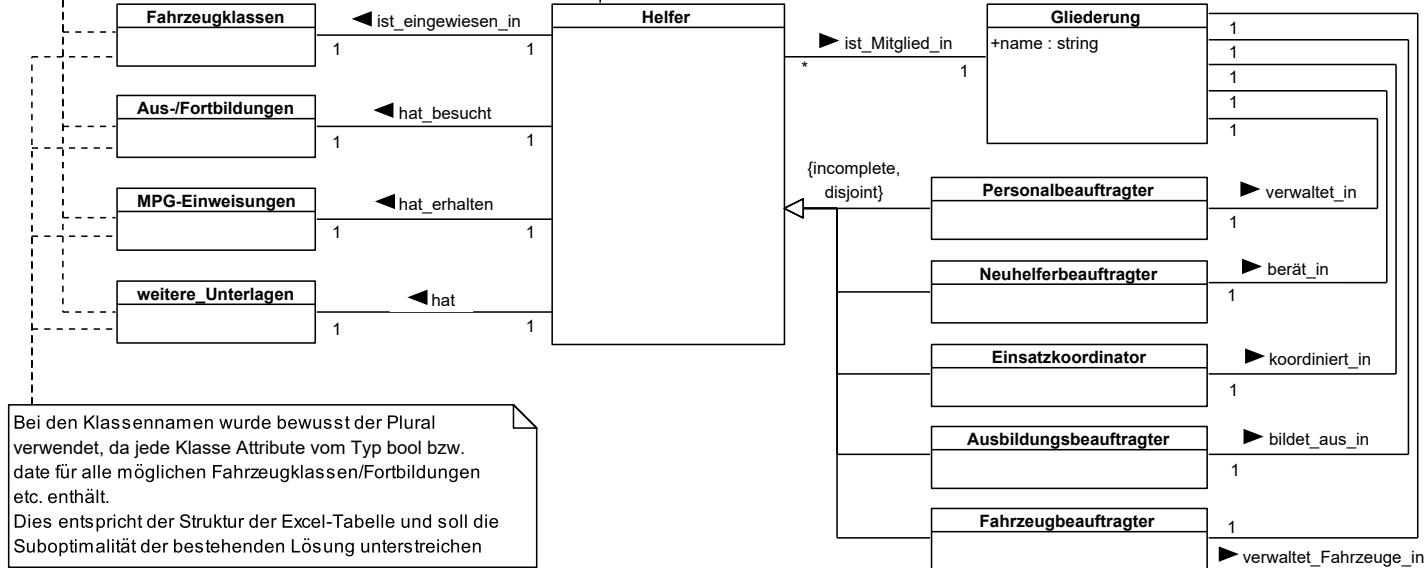 Fahrzeugklassen
◄ ist_eingewiesen_in
1
1
Aus-/Fortbildungen
◄ hat_besucht
1
1
MPG-Einweisungen
◄ hat_erhalten
1
1
weitere_Unterlagen
◄ hat
1
1
Helfer
► ist_Mitglied_in
*
1
Gliederung
+name : string
1
1
1
1
1
{incomplete,
disjoint}
Personalbeauftragter
► verwaltet_in
1
Neuhelferbeauftragter
► berät_in
1
Einsatzkoordinator
► koordiniert_in
1
Ausbildungsbeauftragter
► bildet_aus_in
1
Fahrzeugbeauftragter
1
► verwaltet_Fahrzeuge_in
Bei den Klassennamen wurde bewusst der Plural
verwendet, da jede Klasse Attribute vom Typ bool bzw.
date für alle möglichen Fahrzeugklassen/Fortbildungen
etc. enthält.
Dies entspricht der Struktur der Excel-Tabelle und soll die
Suboptimalität der bestehenden Lösung unterstreichen